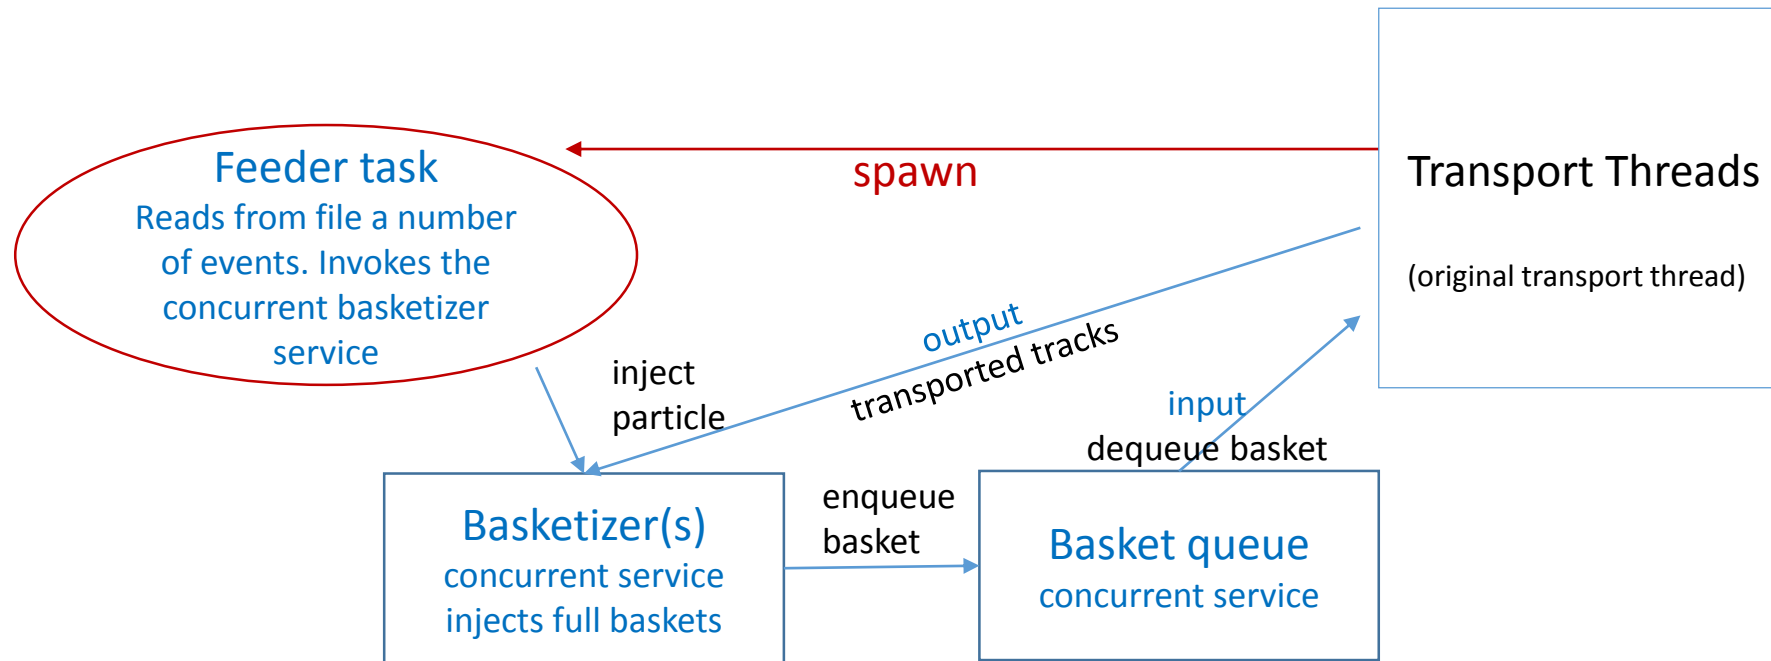 Feeder task
Reads from file a number
of events. Invokes the
concurrent basketizer
service
spawn
Transport Threads
(original transport thread)
output
transported tracks
inject
particle
input
dequeue basket
enqueue
basket
Basketizer(s)
concurrent service
injects full baskets
Basket queue
concurrent service